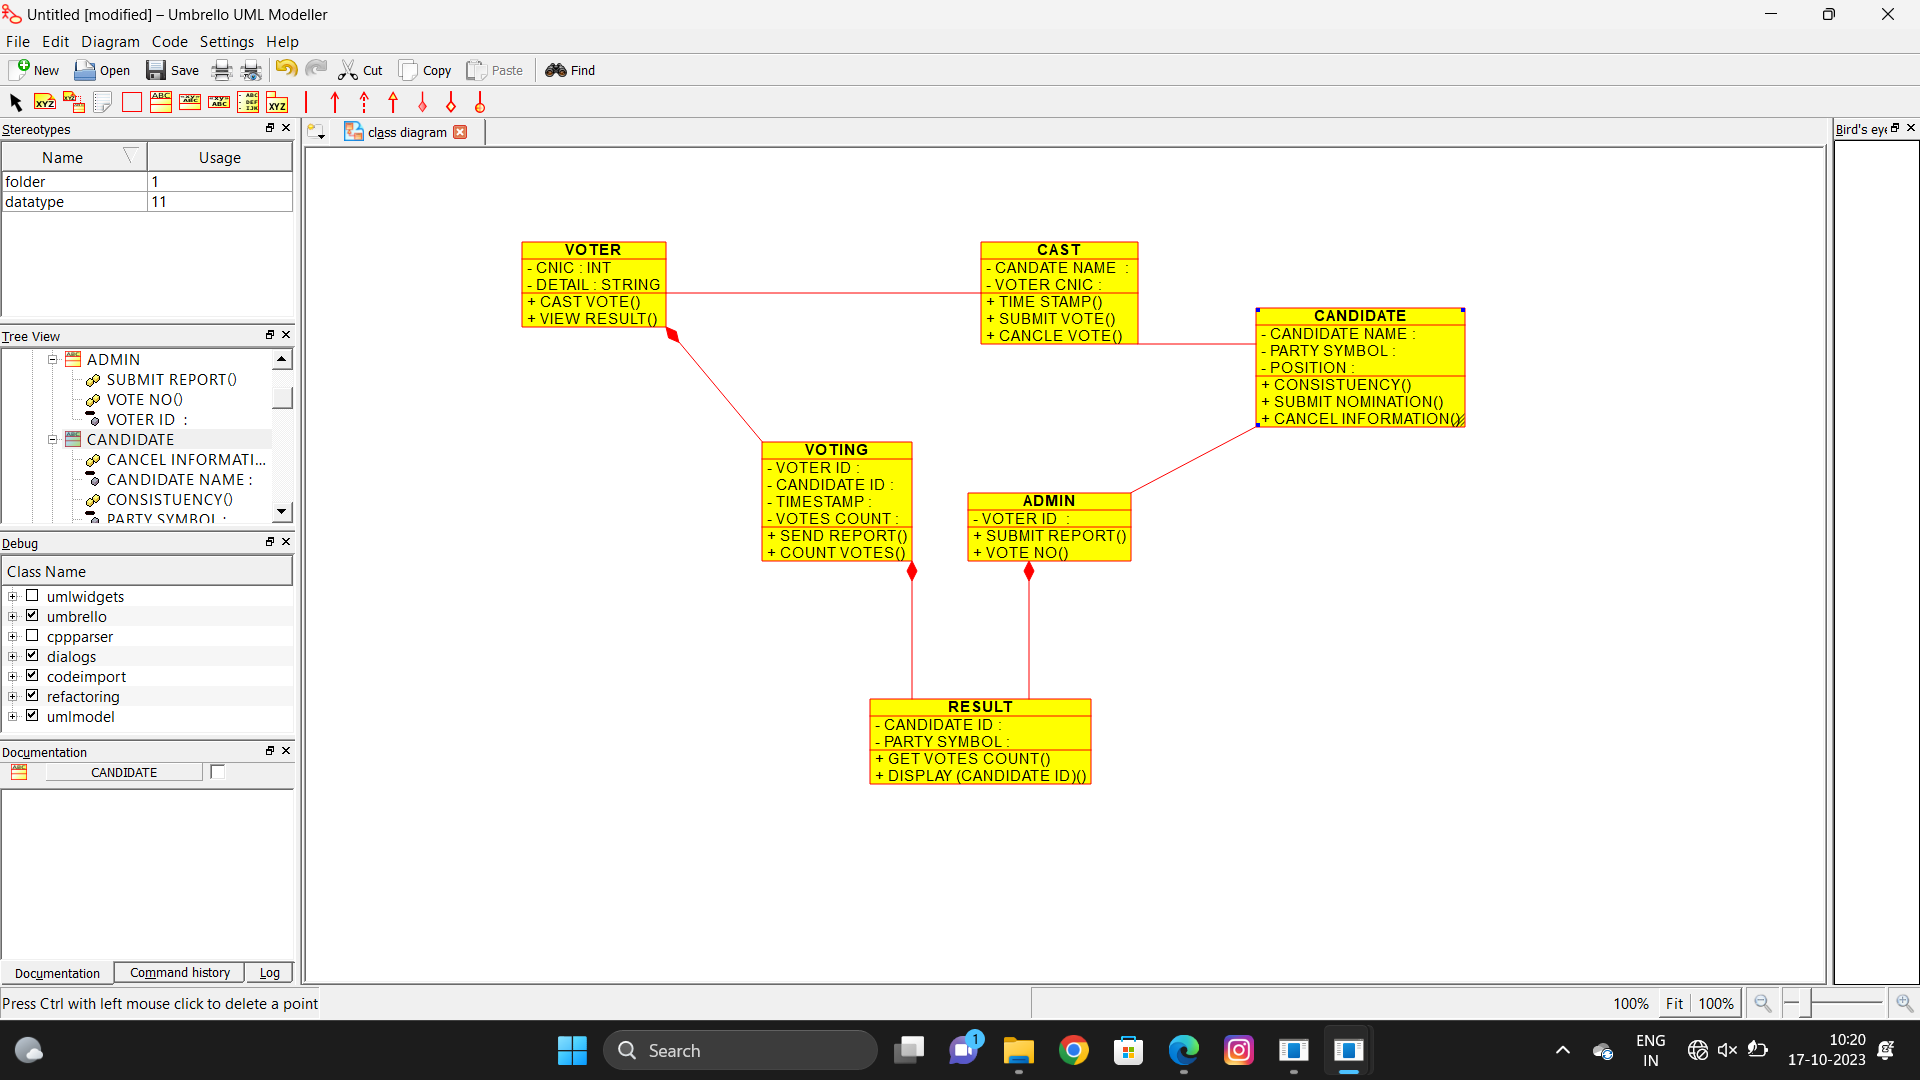 Untitled [modified] – Umbrello UML Modeller
File Edit Diagram Code Settings Help
New Open Save Cut Copy Paste Find
Stereotypes
Name Usage
folder 1
datatype 11
Tree View
ADMIN
SUBMIT REPORT()
VOTE NO()
VOTER ID :
CANDIDATE
CANCEL INFORMATI...
CANDIDATE NAME :
CONSISTUENCY()
PARTY SYMBOL :
Debug
Class Name
umlwidgets
umbrello
cppparser
dialogs
codeimport
refactoring
umlmodel
Documentation
CANDIDATE
Documentation Command history Log
Press Ctrl with left mouse click to delete a point
class diagram
VOTER
- CNIC : INT
- DETAIL : STRING
+ CAST VOTE()
+ VIEW RESULT()
CAST
- CANDATE NAME :
- VOTER CNIC :
+ TIME STAMP()
+ SUBMIT VOTE()
+ CANCLE VOTE()
CANDIDATE
- CANDIDATE NAME :
- PARTY SYMBOL :
- POSITION :
+ CONSISTUENCY()
+ SUBMIT NOMINATION()
+ CANCEL INFORMATION()
VOTING
- VOTER ID :
- CANDIDATE ID :
- TIMESTAMP :
- VOTES COUNT :
+ SEND REPORT()
+ COUNT VOTES()
ADMIN
- VOTER ID :
+ SUBMIT REPORT()
+ VOTE NO()
RESULT
- CANDIDATE ID :
- PARTY SYMBOL :
+ GET VOTES COUNT()
+ DISPLAY (CANDIDATE ID)()
Bird's eye
100% Fit 100%
Search
1
ENG
IN
10:20
17-10-2023